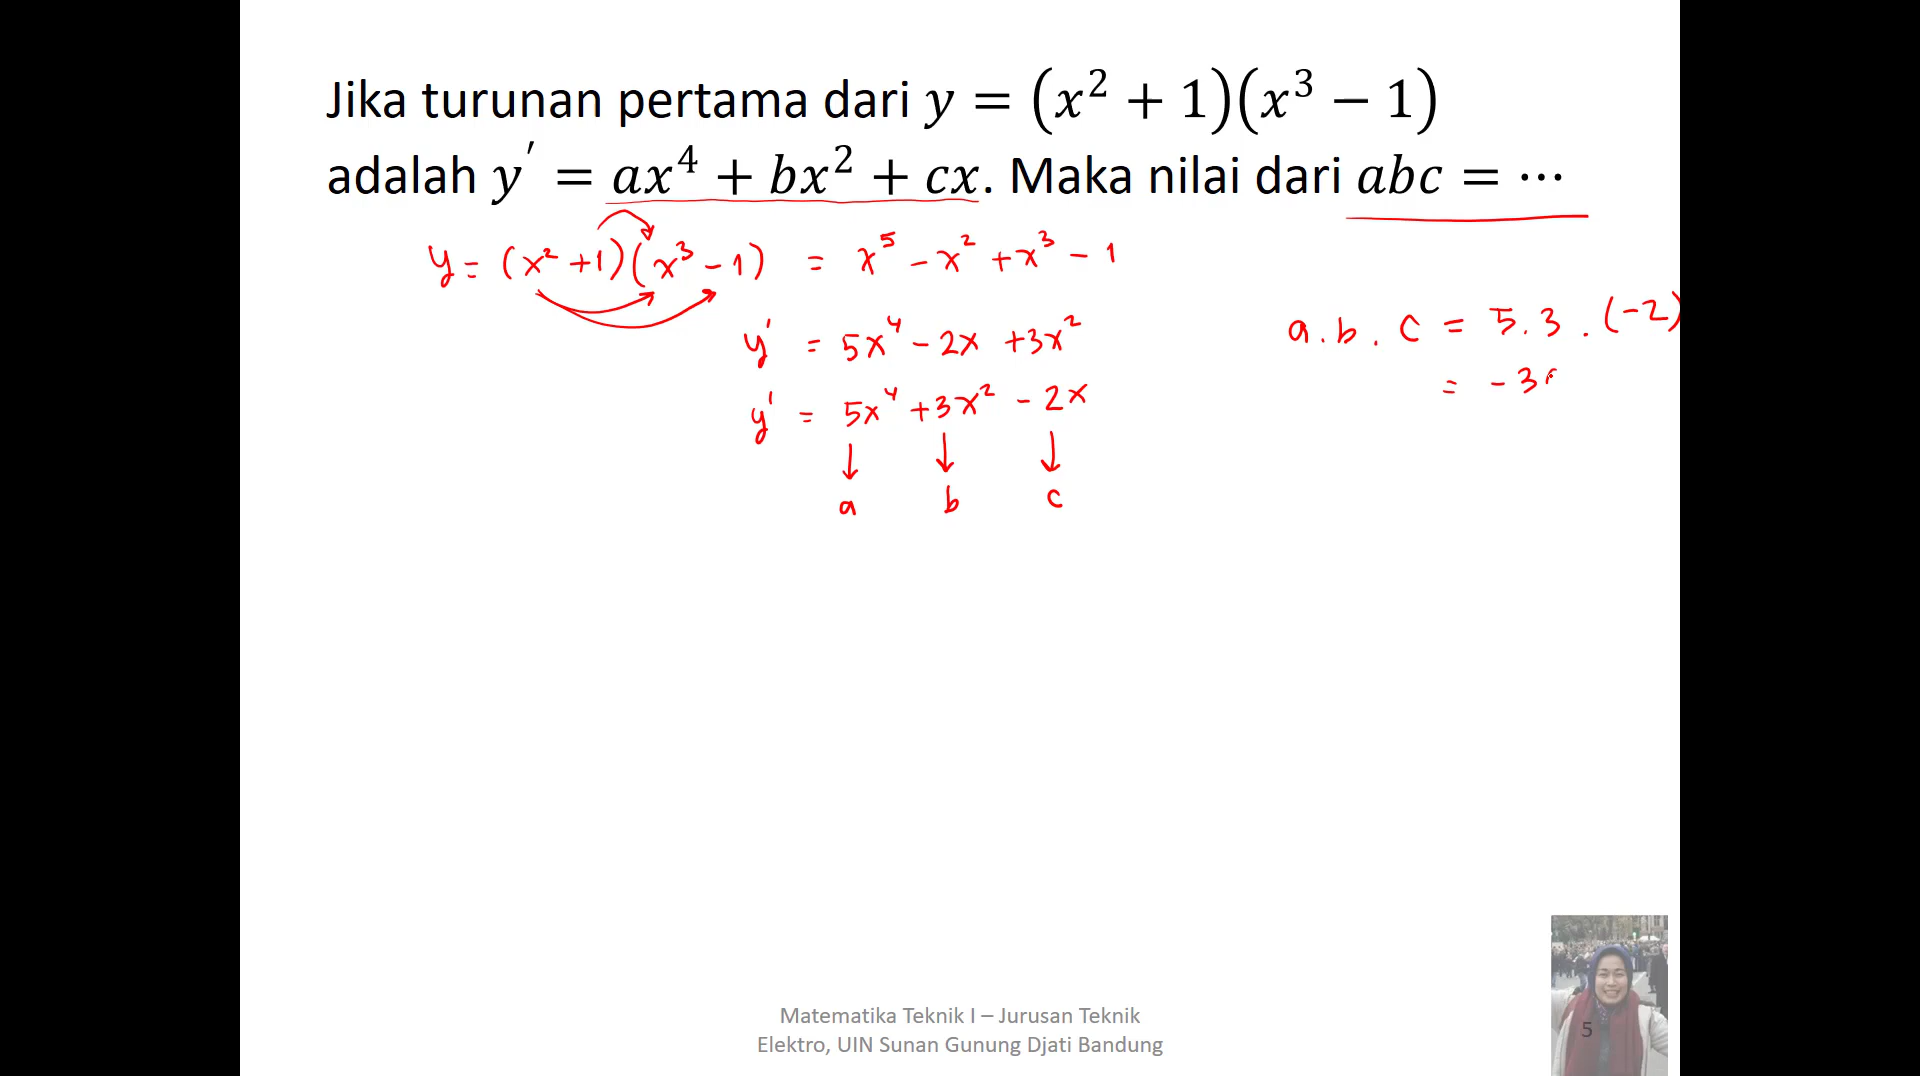 Jika turunan pertama dari y = (x² + 1)(x³ − 1)
adalah y′ = ax⁴ + bx² + cx. Maka nilai dari abc = ⋯
y = (x² + 1)(x³ − 1) = x⁵ − x² + x³ − 1
y' = 5x⁴ − 2x + 3x²
a . b . c = 5 . 3 . (−2)
y' = 5x⁴ + 3x² − 2x
= − 3
a b c
5
Matematika Teknik I – Jurusan Teknik
Elektro, UIN Sunan Gunung Djati Bandung